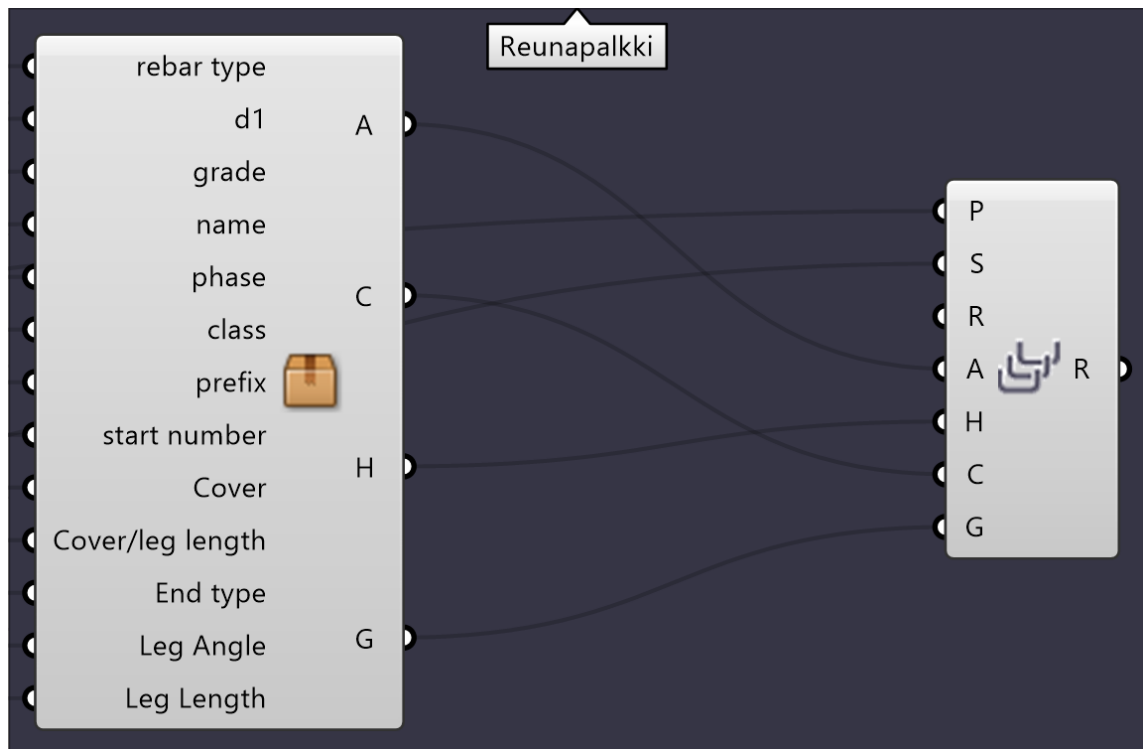 Reunapalkki
rebar type
d1
grade
name
phase
class
prefix
start number
Cover
Cover/leg length
End type
Leg Angle
Leg Length
A
C
H
G
P
S
R
A
H
C
G
R